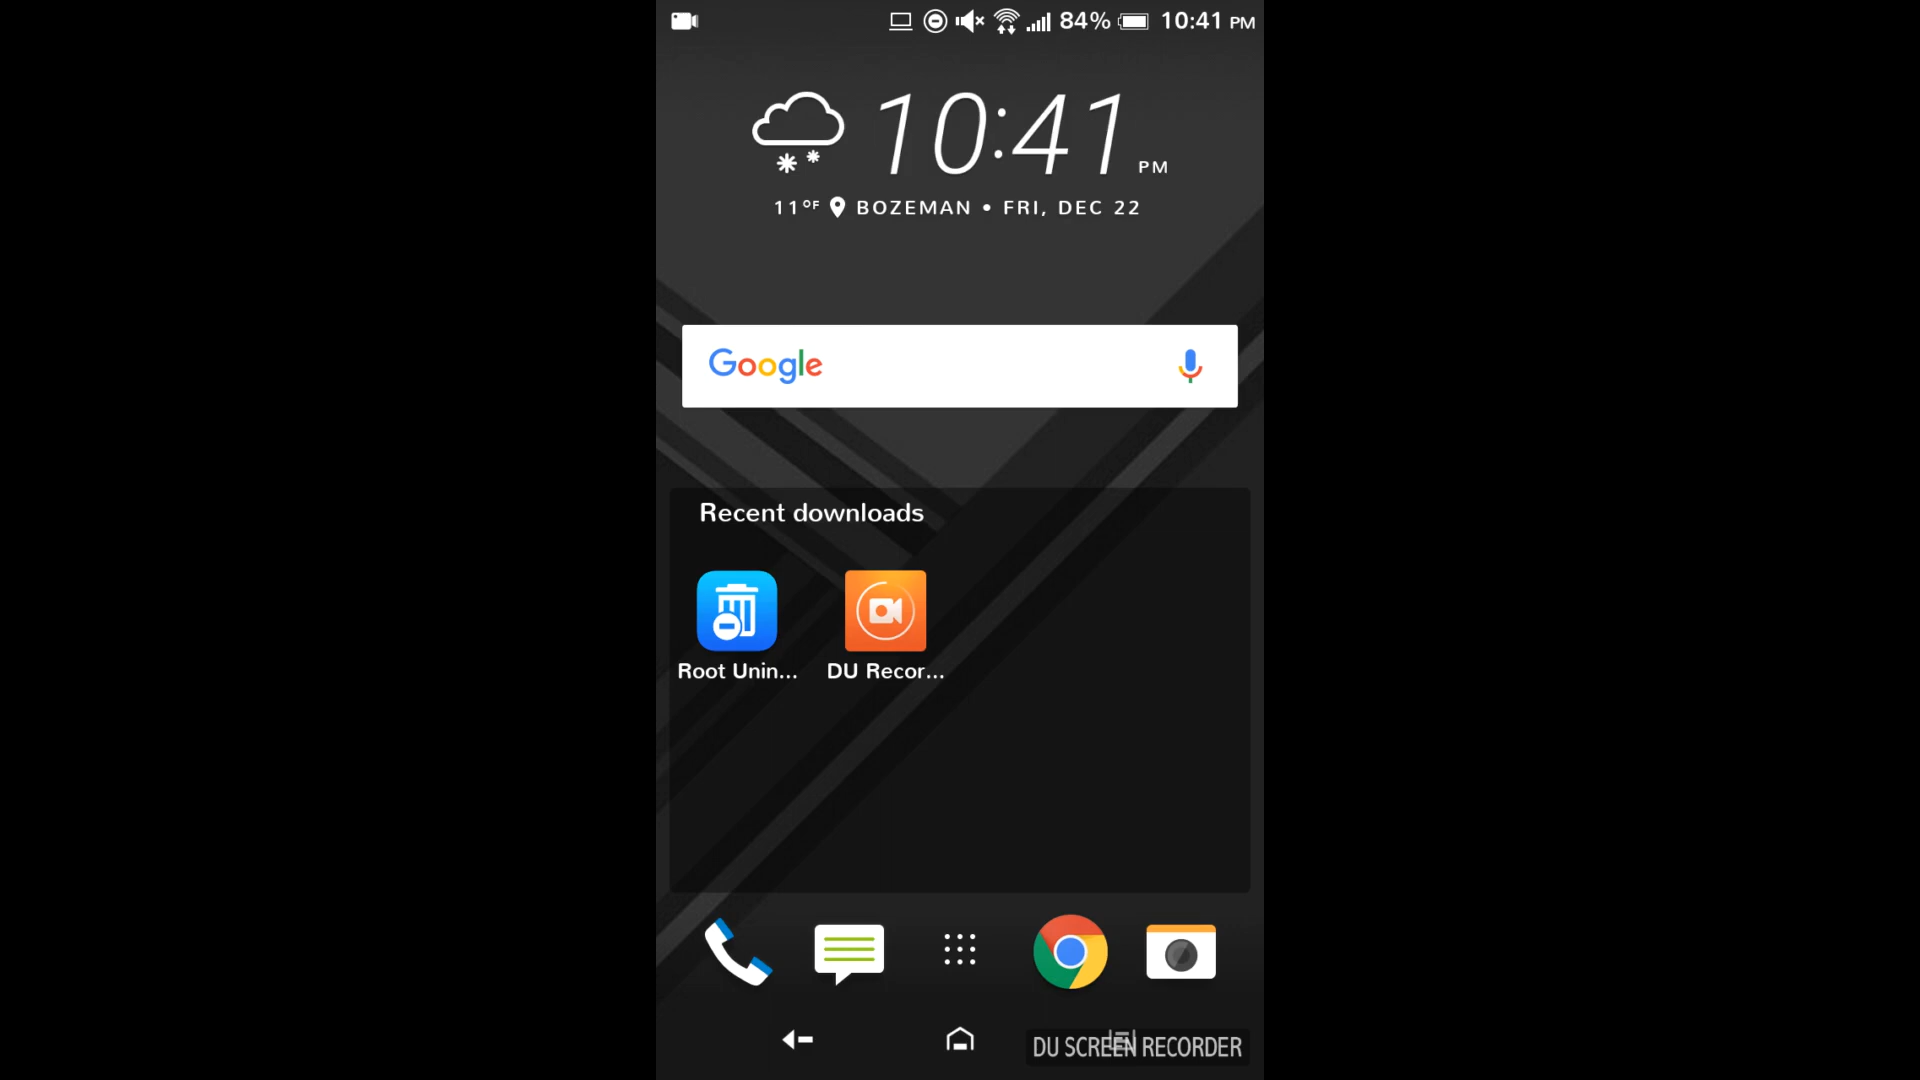 84% 10:41 PM
10:41 PM
11°F BOZEMAN • FRI, DEC 22
Google
Recent downloads
Root Unin... DU Recor...
DU SCREEN RECORDER